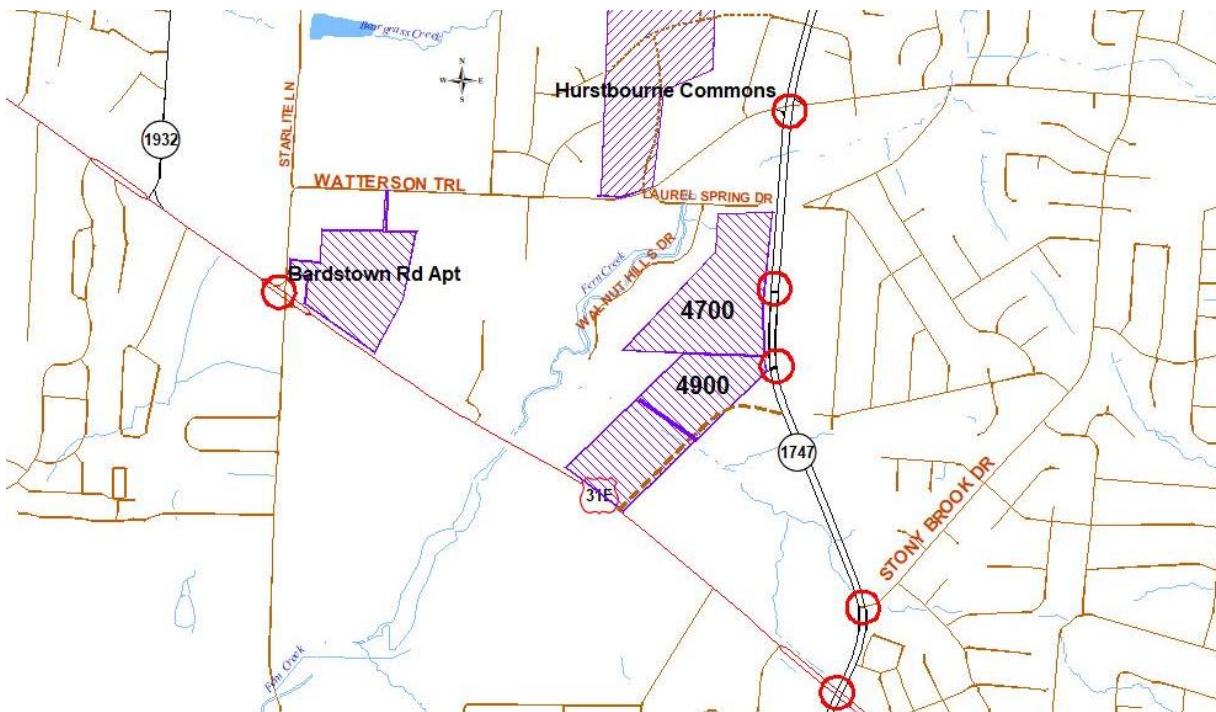 Beargrass Creek
N
W E
S
Hurstbourne Commons
1932
STARLITE LN
WATTERSON TRL
LAUREL SPRING DR
WALNUT HILLS DR
Fern Creek
Bardstown Rd Apt
4700
4900
1747
31E
STONY BROOK DR
Fern Creek